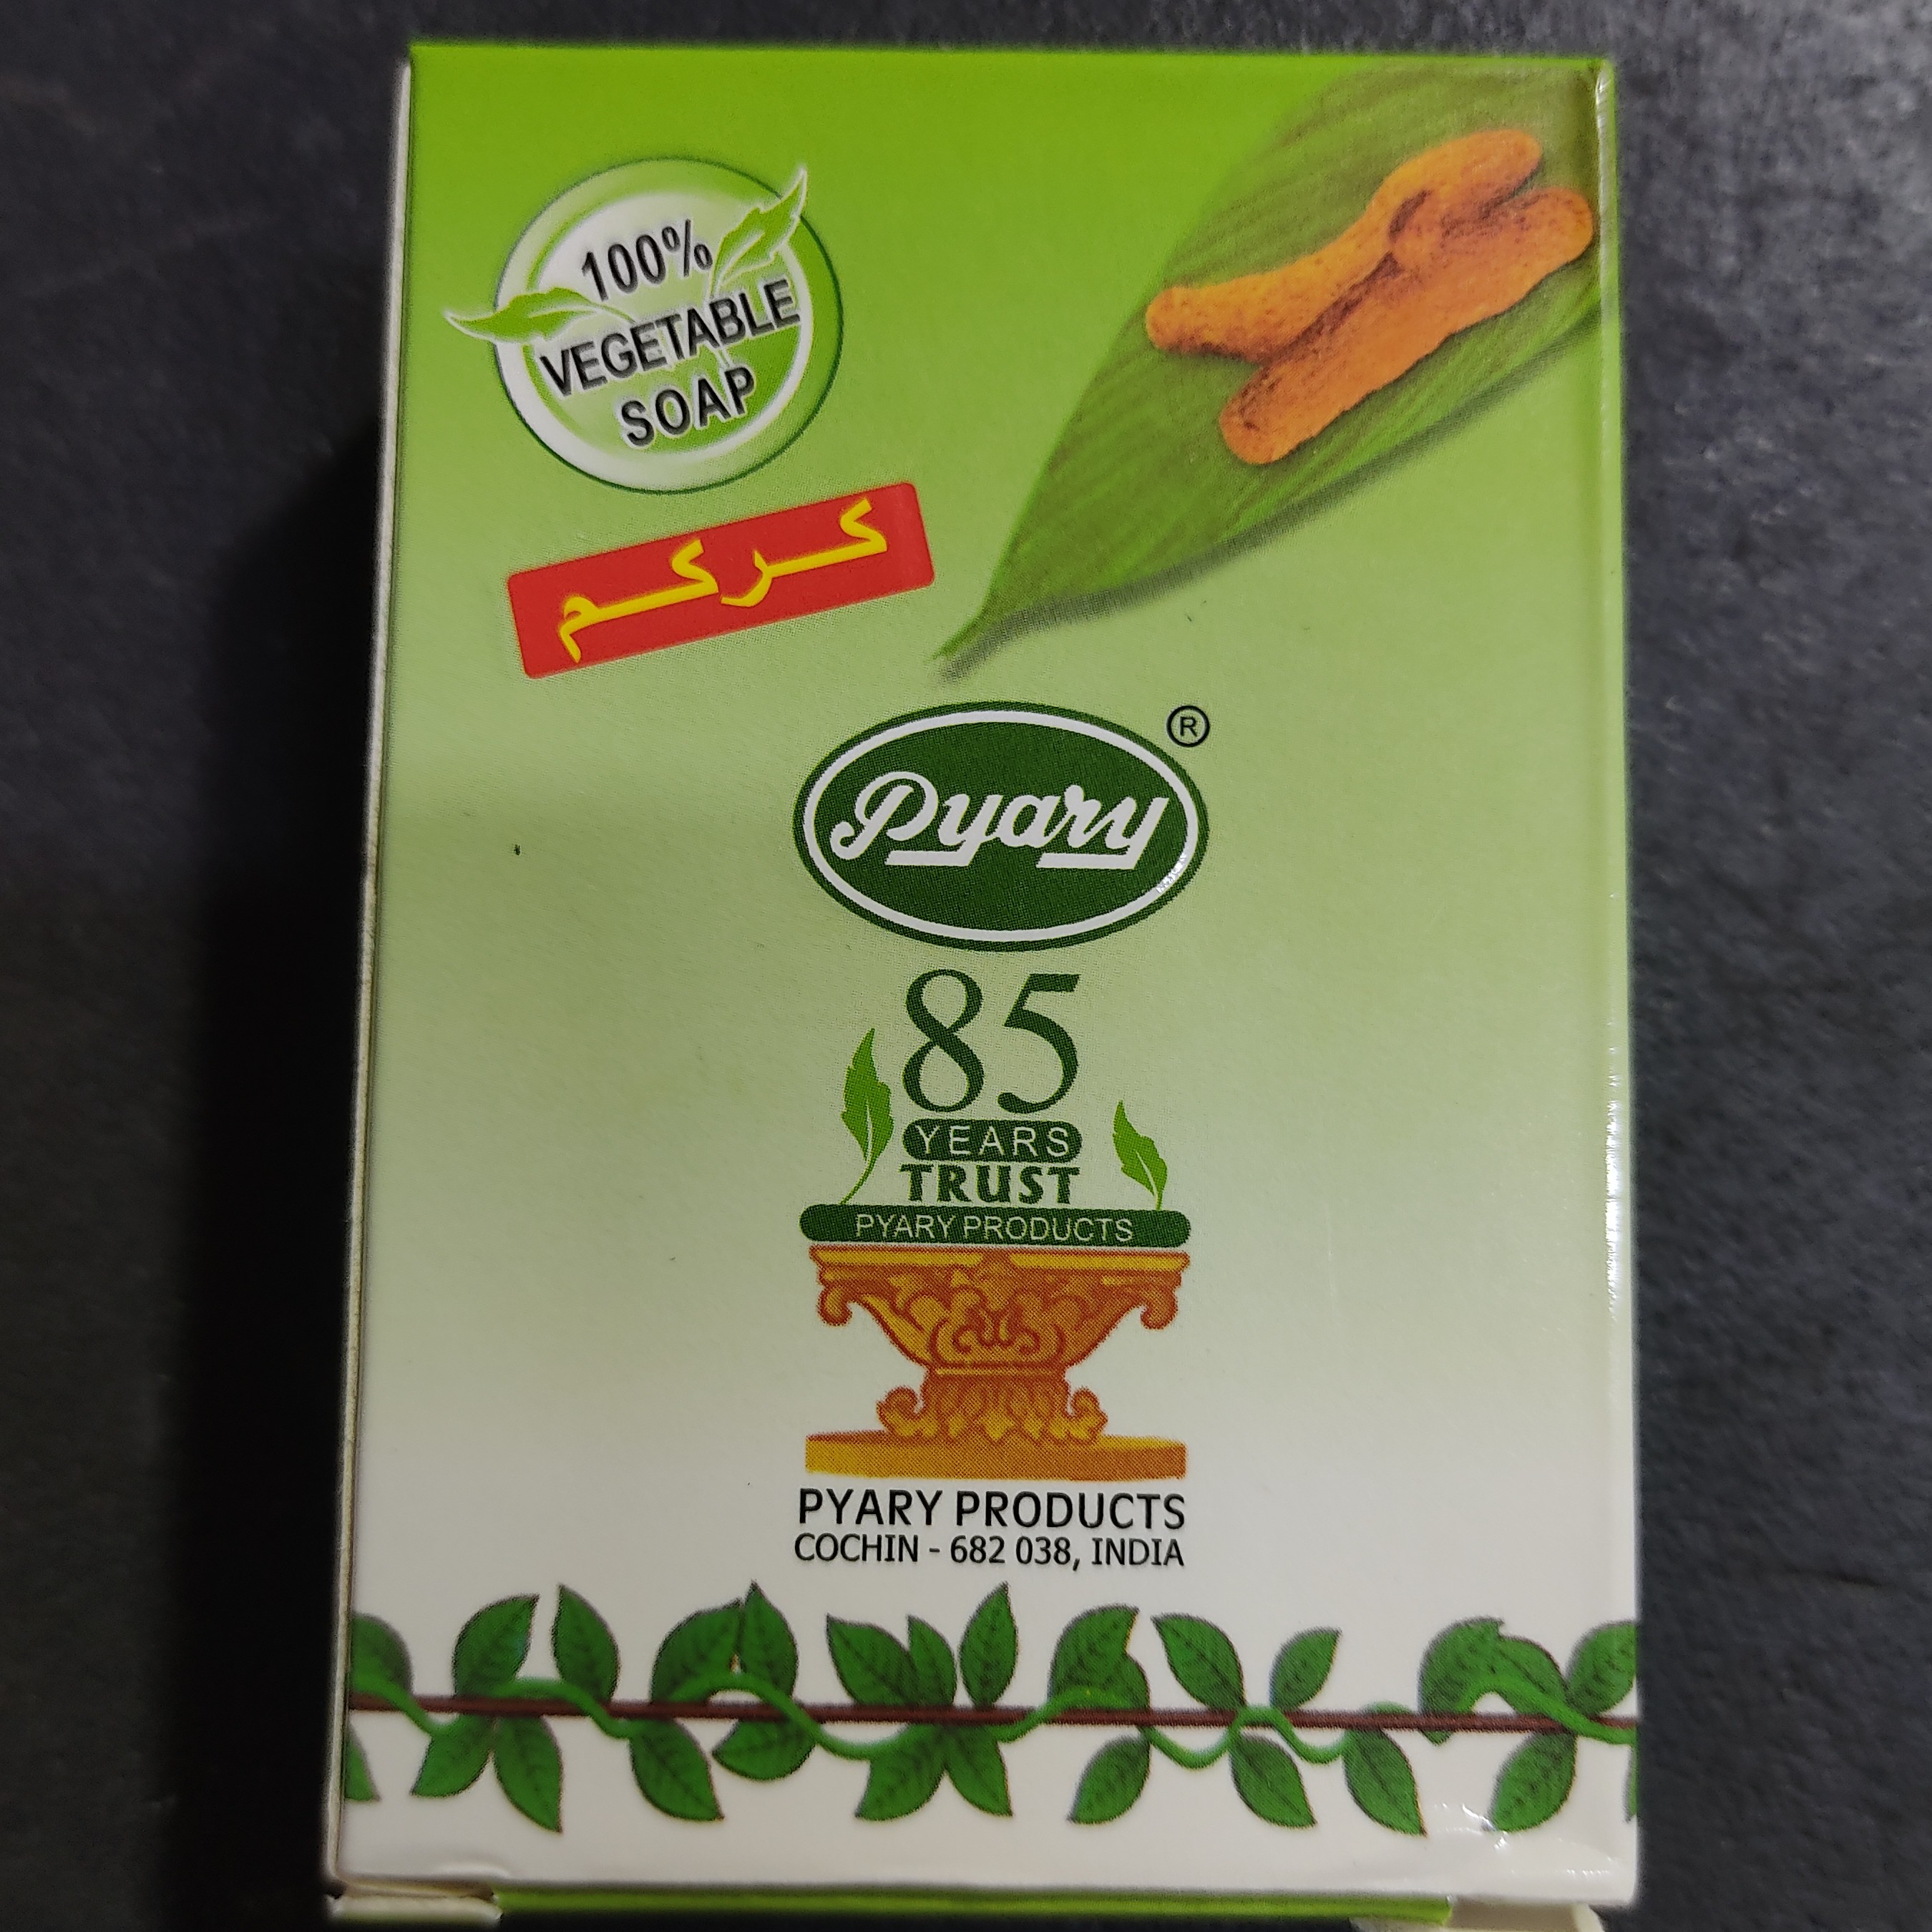 100%
VEGETABLE
SOAP
كركم
Pyary ®
85
YEARS
TRUST
PYARY PRODUCTS
PYARY PRODUCTS
COCHIN - 682 038, INDIA